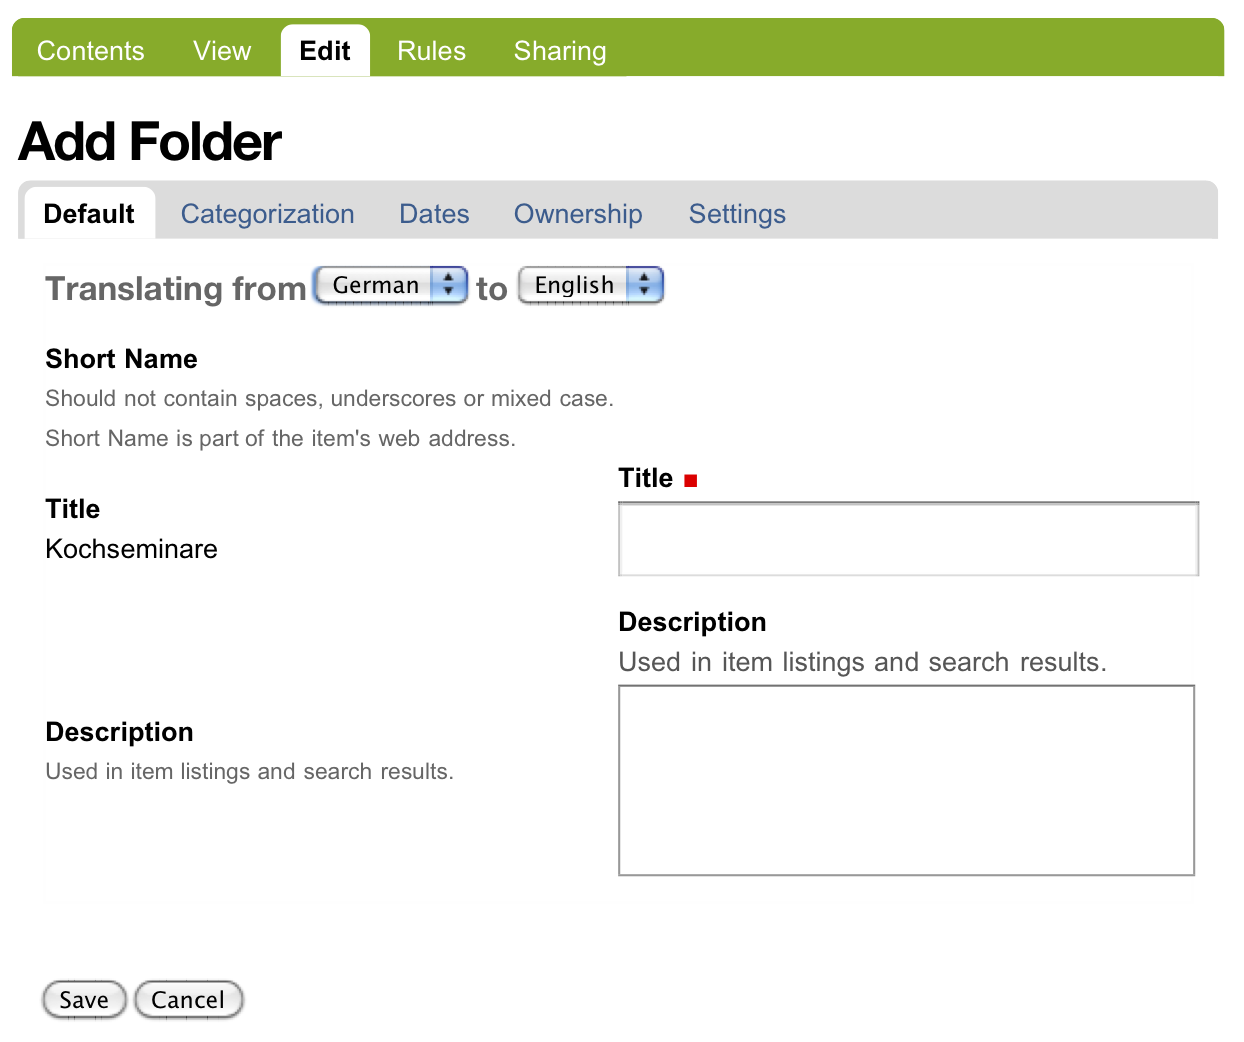 Contents View Edit Rules Sharing
Add Folder
Default Categorization Dates Ownership Settings
Translating from German to English
Short Name
Should not contain spaces, underscores or mixed case.
Short Name is part of the item's web address.
Title
Kochseminare
Title
Description
Used in item listings and search results.
Description
Used in item listings and search results.
Save Cancel